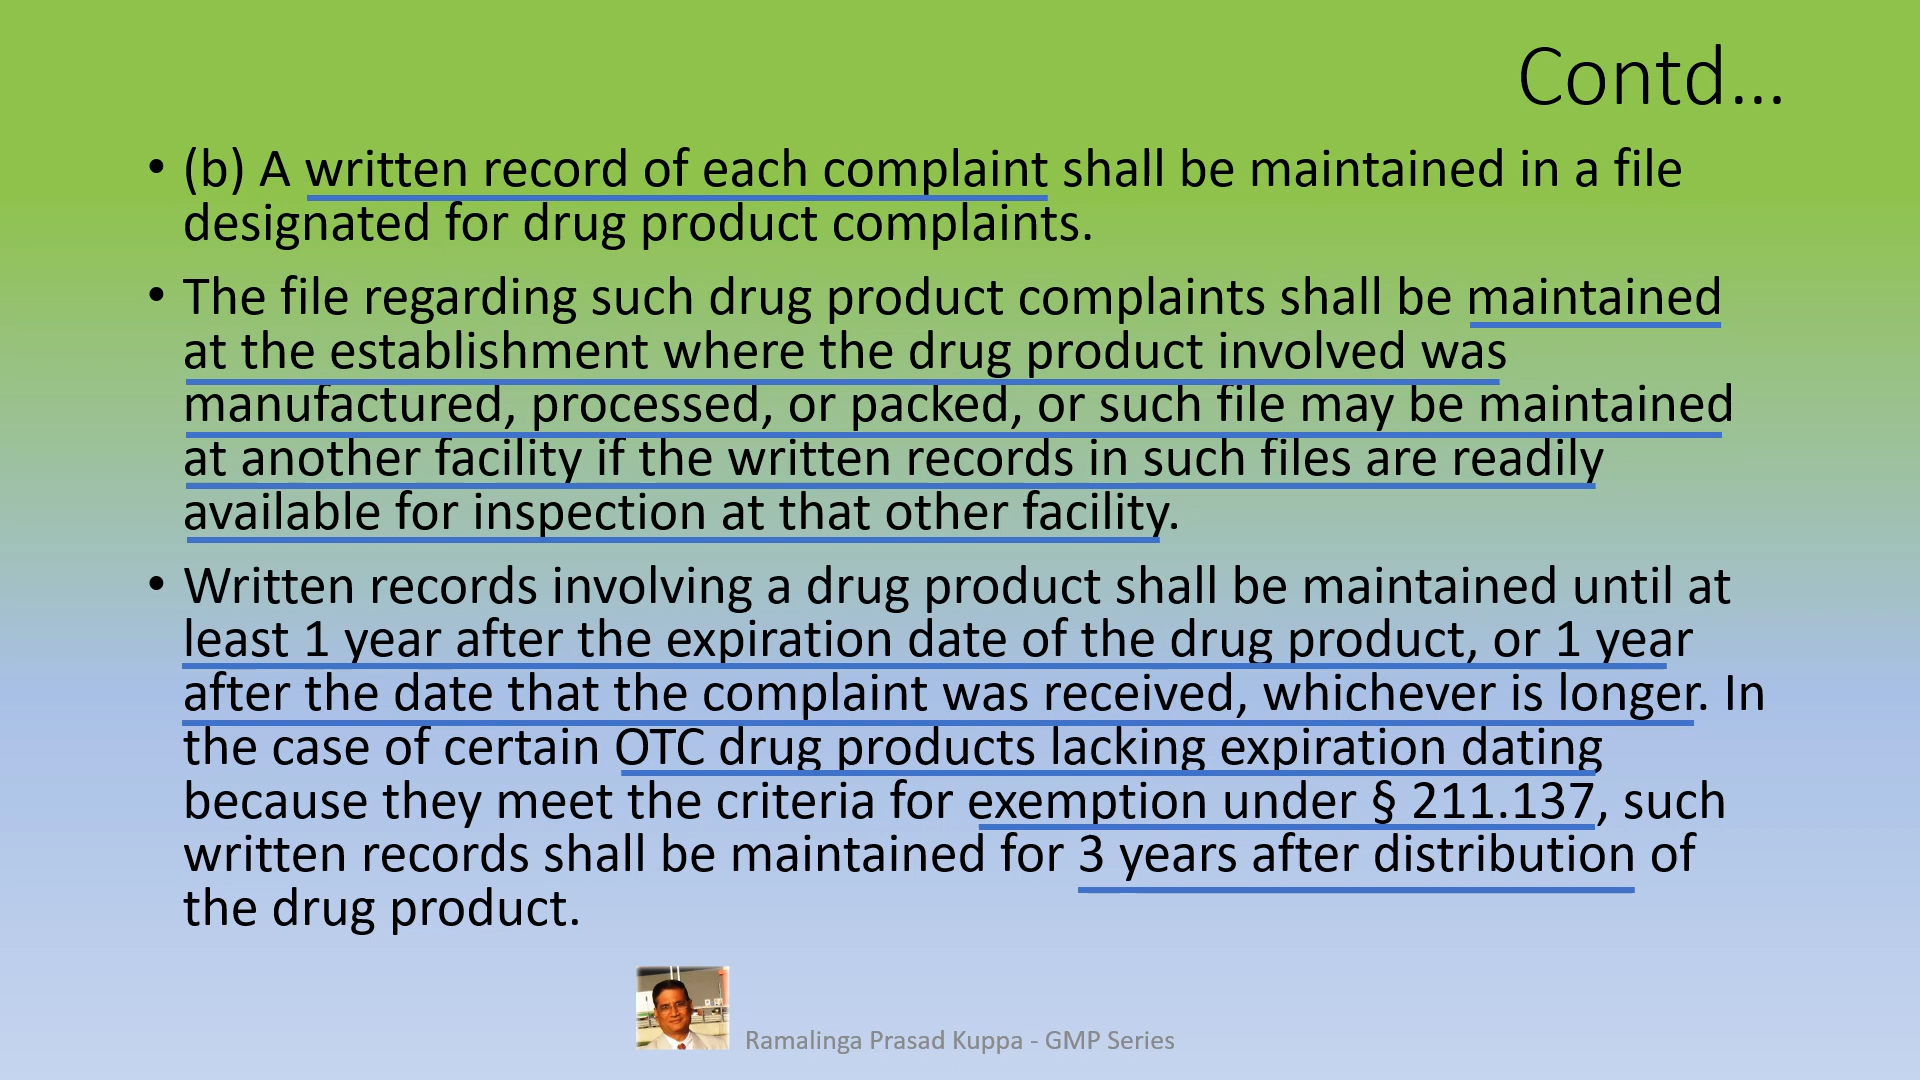 Contd...
• (b) A written record of each complaint shall be maintained in a file
designated for drug product complaints.
• The file regarding such drug product complaints shall be maintained
at the establishment where the drug product involved was
manufactured, processed, or packed, or such file may be maintained
at another facility if the written records in such files are readily
available for inspection at that other facility.
• Written records involving a drug product shall be maintained until at
least 1 year after the expiration date of the drug product, or 1 year
after the date that the complaint was received, whichever is longer. In
the case of certain OTC drug products lacking expiration dating
because they meet the criteria for exemption under § 211.137, such
written records shall be maintained for 3 years after distribution of
the drug product.
Ramalinga Prasad Kuppa - GMP Series